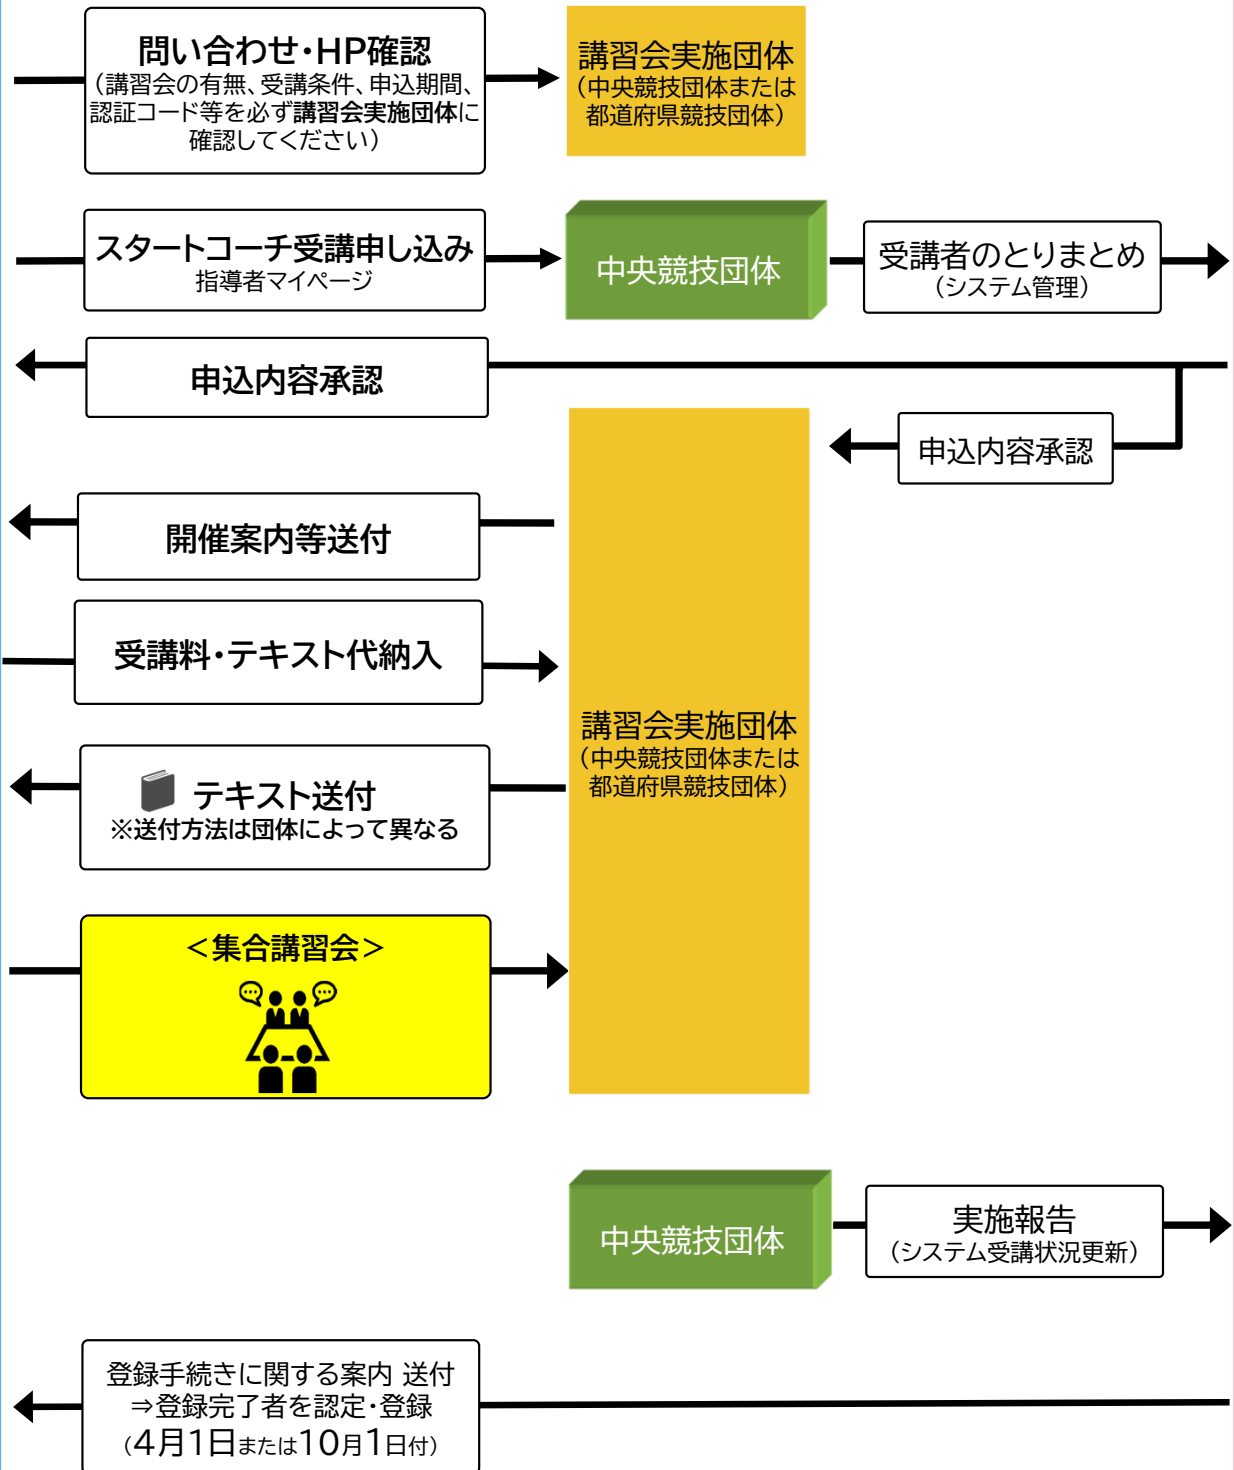 問い合わせ・HP確認
（講習会の有無、受講条件、申込期間、
認証コード等を必ず講習会実施団体に
確認してください）
講習会実施団体
（中央競技団体または
都道府県競技団体）
スタートコーチ受講申し込み
指導者マイページ
中央競技団体
受講者のとりまとめ
（システム管理）
申込内容承認
申込内容承認
開催案内等送付
受講料・テキスト代納入
講習会実施団体
（中央競技団体または
都道府県競技団体）
テキスト送付
※送付方法は団体によって異なる
＜集合講習会＞
中央競技団体
実施報告
（システム受講状況更新）
登録手続きに関する案内 送付
⇒登録完了者を認定・登録
（4月1日または10月1日付）